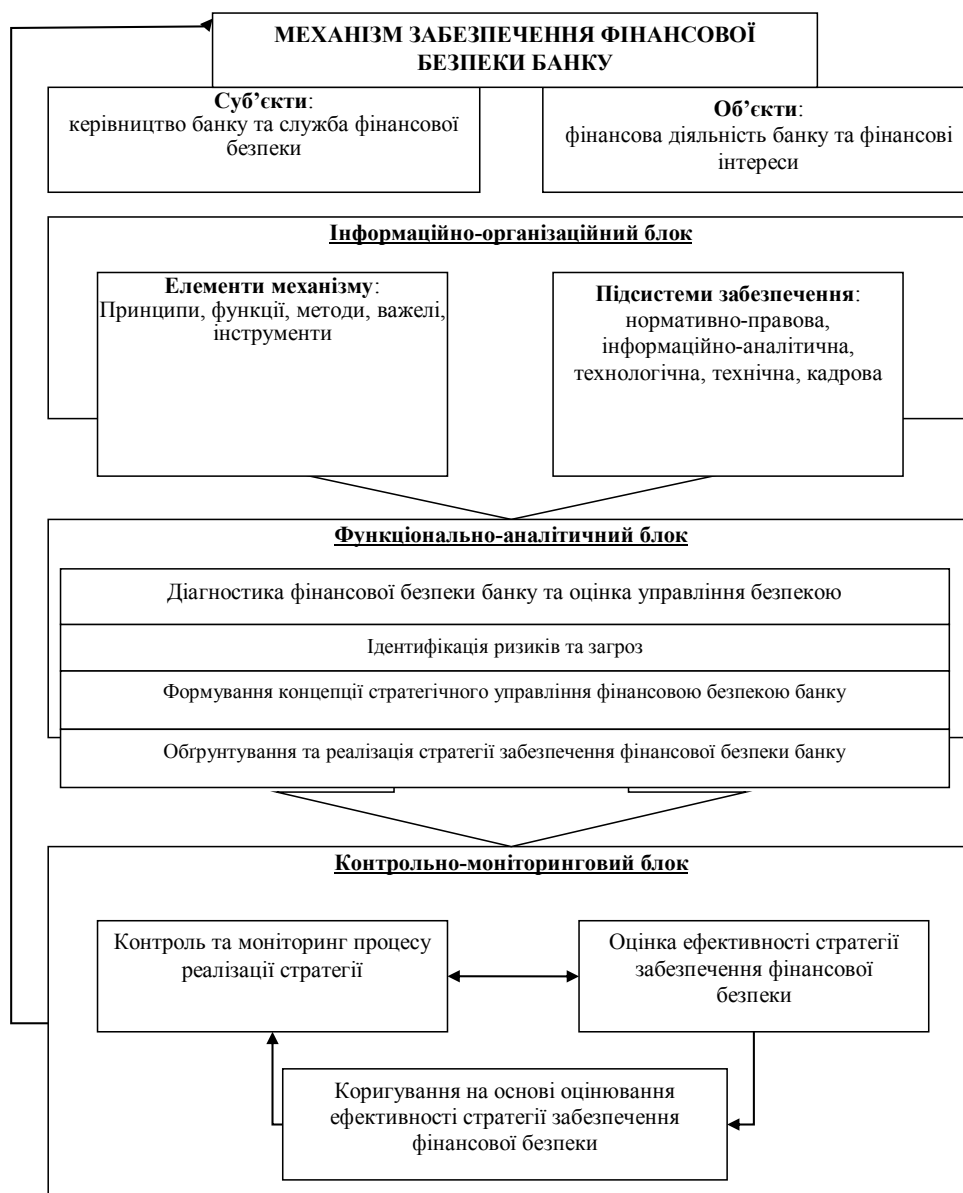 МЕХАНІЗМ ЗАБЕЗПЕЧЕННЯ ФІНАНСОВОЇ
БЕЗПЕКИ БАНКУ
Суб’єкти:
керівництво банку та служба фінансової
безпеки
Об’єкти:
фінансова діяльність банку та фінансові
інтереси
Інформаційно-організаційний блок
Елементи механізму:
Принципи, функції, методи, важелі,
інструменти
Підсистеми забезпечення:
нормативно-правова,
інформаційно-аналітична,
технологічна, технічна, кадрова
Функціонально-аналітичний блок
Діагностика фінансової безпеки банку та оцінка управління безпекою
Ідентифікація ризиків та загроз
Формування концепції стратегічного управління фінансовою безпекою банку
Обґрунтування та реалізація стратегії забезпечення фінансової безпеки банку
Контрольно-моніторинговий блок
Контроль та моніторинг процесу
реалізації стратегії
Оцінка ефективності стратегії
забезпечення фінансової
безпеки
Коригування на основі оцінювання
ефективності стратегії забезпечення
фінансової безпеки